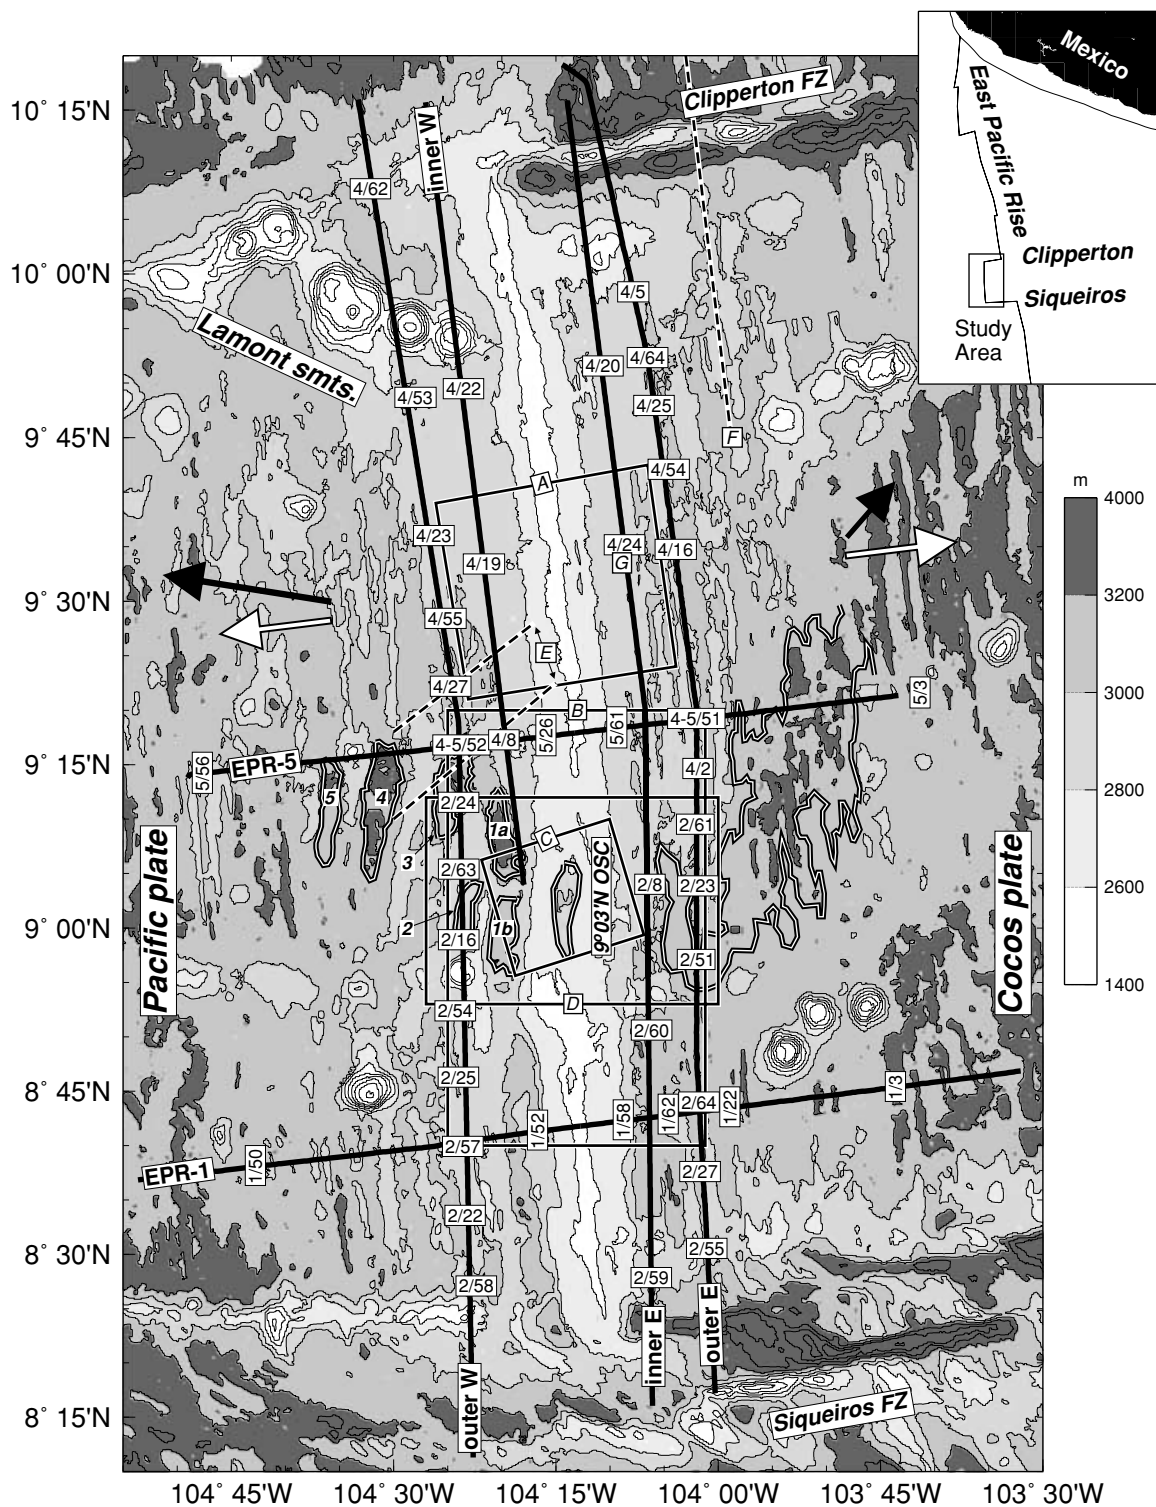 Mexico
East Pacific Rise
Clipperton
Siqueiros
Study
Area
Clipperton FZ
10° 15'N
inner W
4/62
10° 00'N
4/5
Lamont smts.
4/64
4/20
4/22
4/53
4/25
9° 45'N
F
4/54
A
m
4000
4/23
4/24
4/16
G
4/19
9° 30'N
3200
4/55
E
4/27
3000
5/3
B
4-5/51
5/26
5/61
4-5/52
4/8
9° 15'N
EPR-5
5/56
4/2
2800
5
4
2/24
1a
2/61
C
3
2/63
9°03'N OSC
2/8
2/23
2600
9° 00'N
2
1b
2/16
2/51
Pacific plate
Cocos plate
1400
D
2/54
2/60
8° 45'N
2/25
1/3
1/52
1/58
1/62
2/64
1/22
2/57
EPR-1
1/50
2/27
2/22
8° 30'N
2/55
2/58
2/59
outer W
inner E
outer E
8° 15'N
Siqueiros FZ
104° 45'W
104° 30'W
104° 15'W
104° 00'W
103° 45'W
103° 30'W